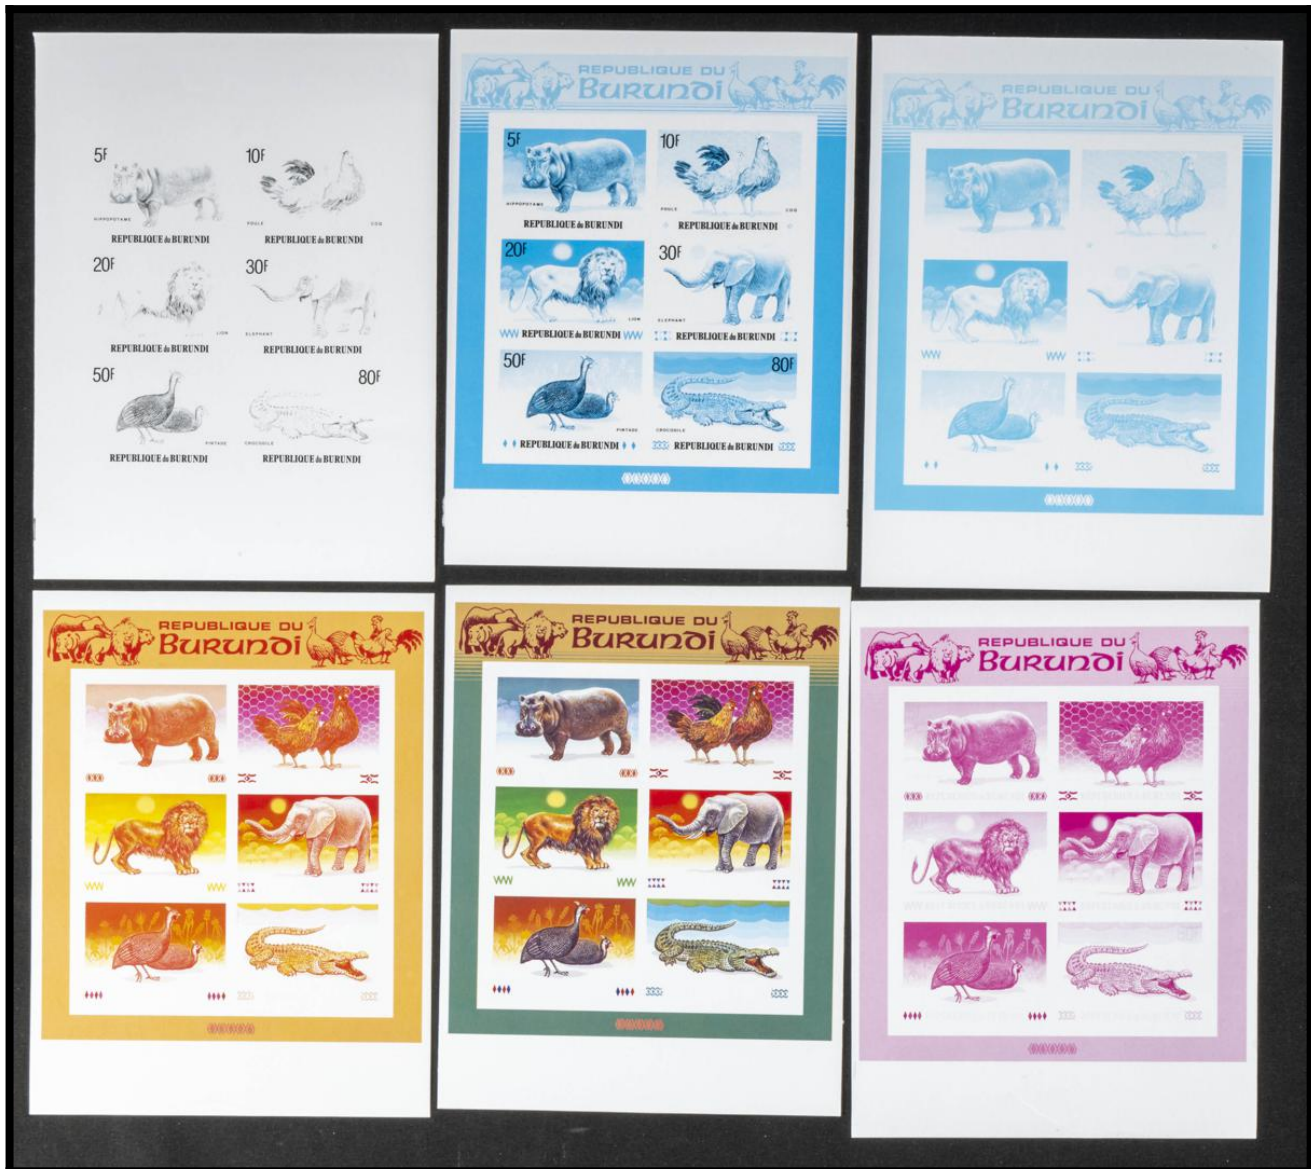 5F
10F
HIPPOPOTAME
POULE
COQ
REPUBLIQUE du BURUNDI
REPUBLIQUE du BURUNDI
20F
30F
LION
ELEPHANT
REPUBLIQUE du BURUNDI
REPUBLIQUE du BURUNDI
50F
80F
PINTADE
CROCODILE
REPUBLIQUE du BURUNDI
REPUBLIQUE du BURUNDI
REPUBLIQUE DU
BURUNDI
5F
10F
HIPPOPOTAME
POULE
COQ
REPUBLIQUE du BURUNDI
REPUBLIQUE du BURUNDI
20F
30F
LION
ELEPHANT
REPUBLIQUE du BURUNDI
REPUBLIQUE du BURUNDI
50F
80F
PINTADE
CROCODILE
REPUBLIQUE du BURUNDI
REPUBLIQUE du BURUNDI
REPUBLIQUE DU
BURUNDI
REPUBLIQUE DU
BURUNDI
REPUBLIQUE DU
BURUNDI
REPUBLIQUE DU
BURUNDI